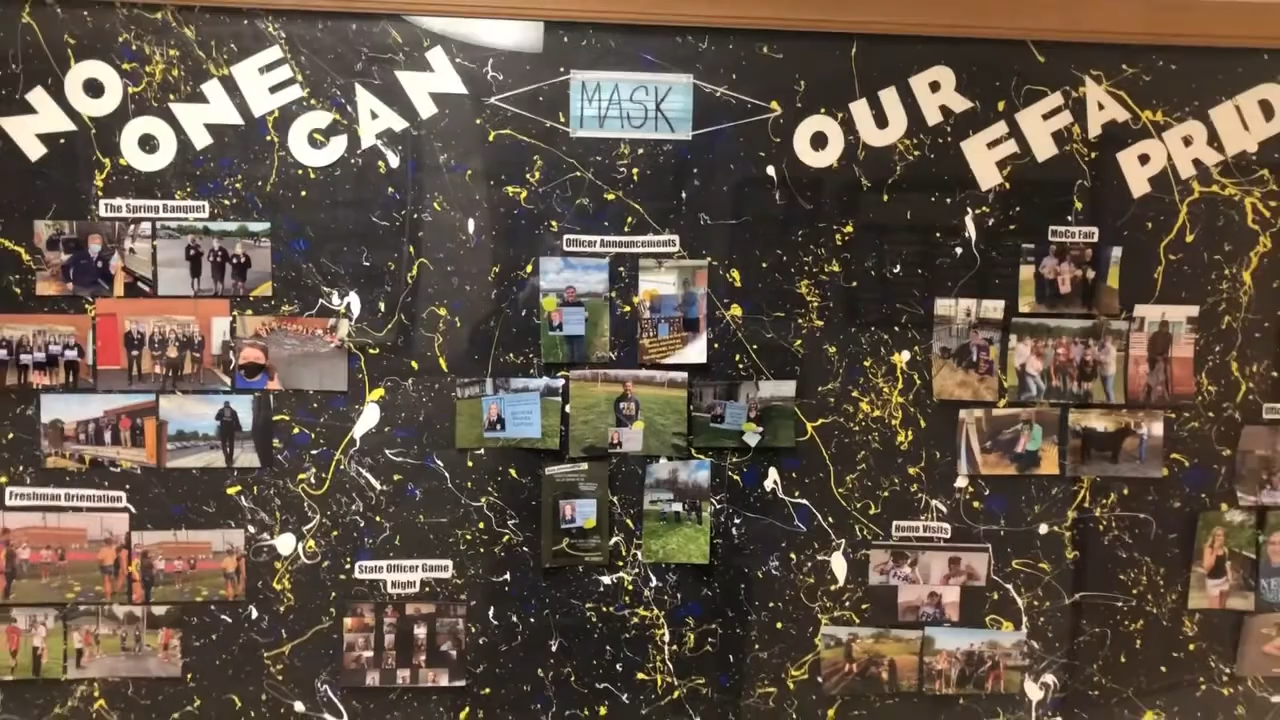 NO ONE CAN MASK OUR FFA PRID
The Spring Banquet
Officer Announcements
MoCo Fair
Freshman Orientation
State Officer Game
Night
Home Visits